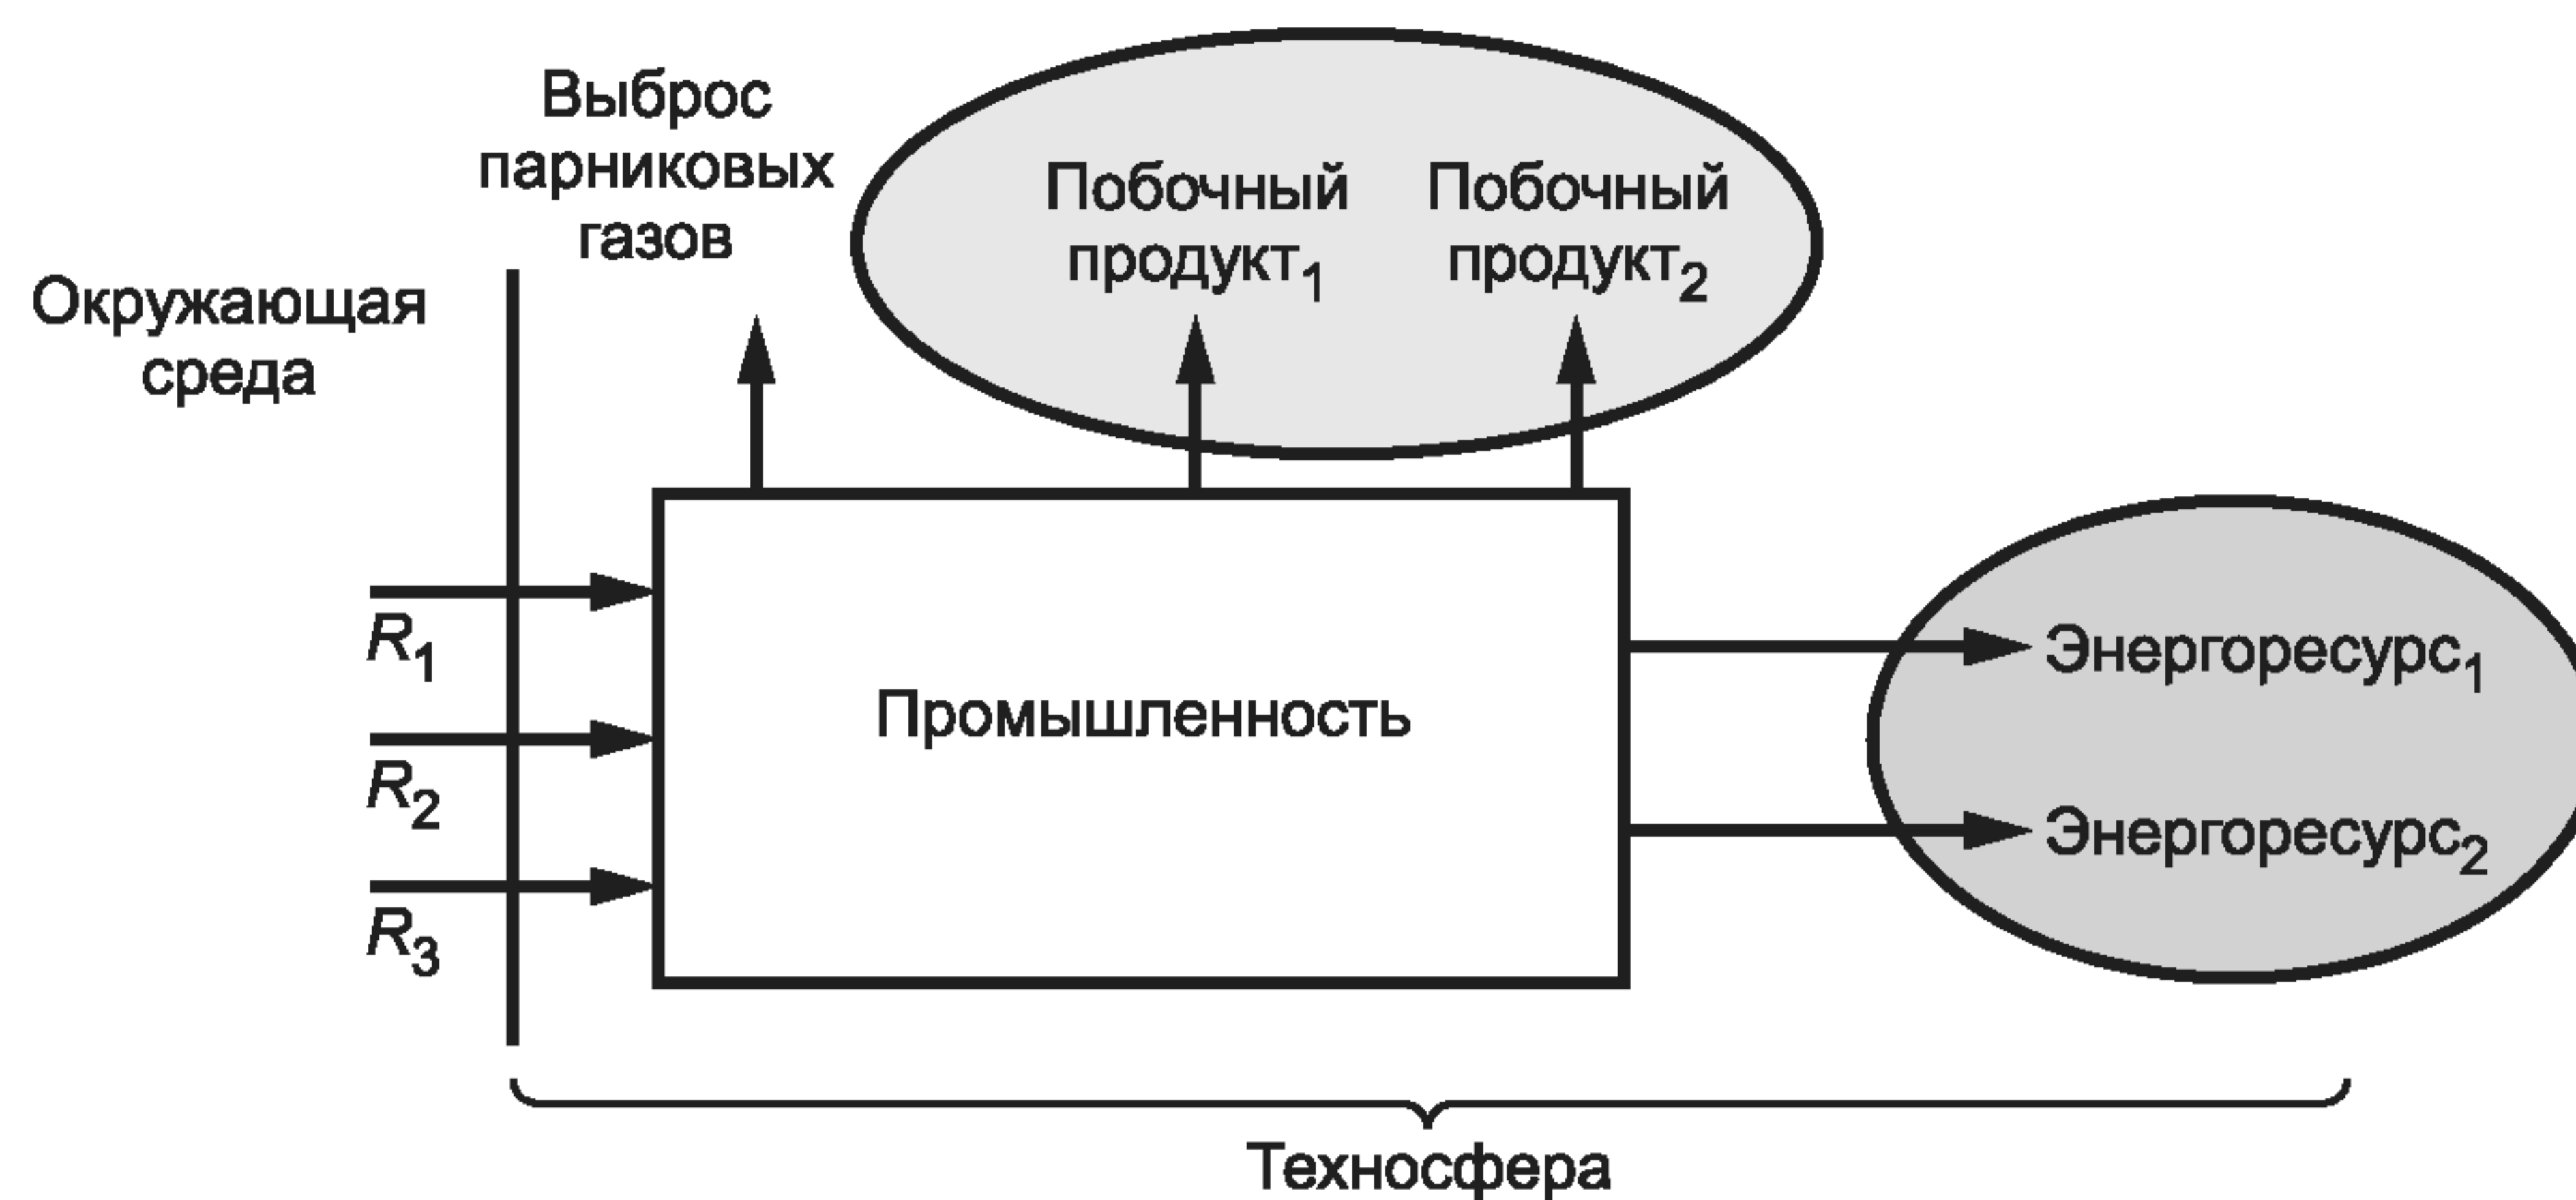 Выброс
парниковых
газов
Побочный
продукт1
Побочный
продукт2
Окружающая
среда
R1
R2
R3
Промышленность
Энергоресурс1
Энергоресурс2
Техносфера